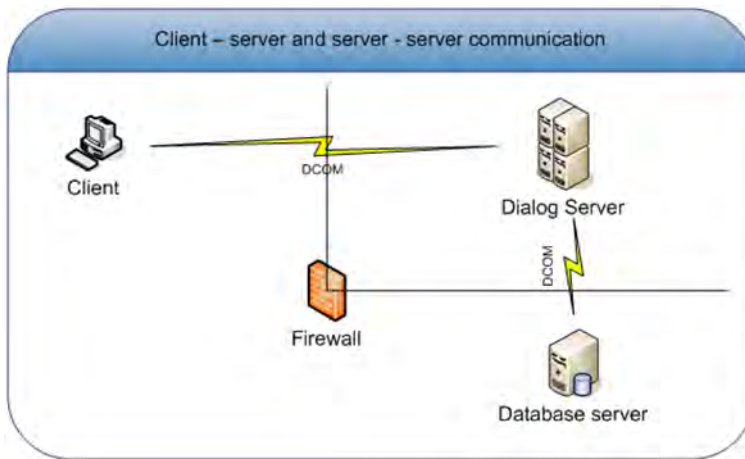 Client – server and server - server communication
Client
DCOM
Dialog Server
DCOM
Firewall
Database server